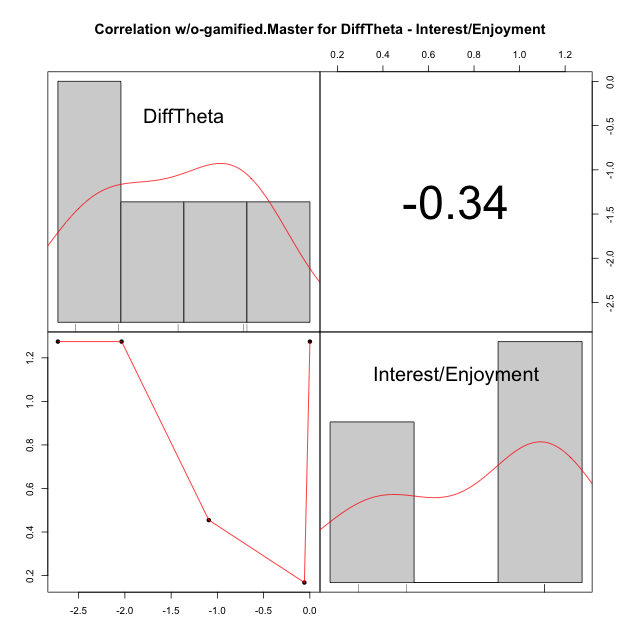 Correlation w/o-gamified.Master for DiffTheta - Interest/Enjoyment
0.2 0.4 0.6 0.8 1.0 1.2
DiffTheta
-0.34
0.0
-0.5
-1.0
-1.5
-2.0
-2.5
1.2
1.0
0.8
0.6
0.4
0.2
Interest/Enjoyment
-2.5 -2.0 -1.5 -1.0 -0.5 0.0